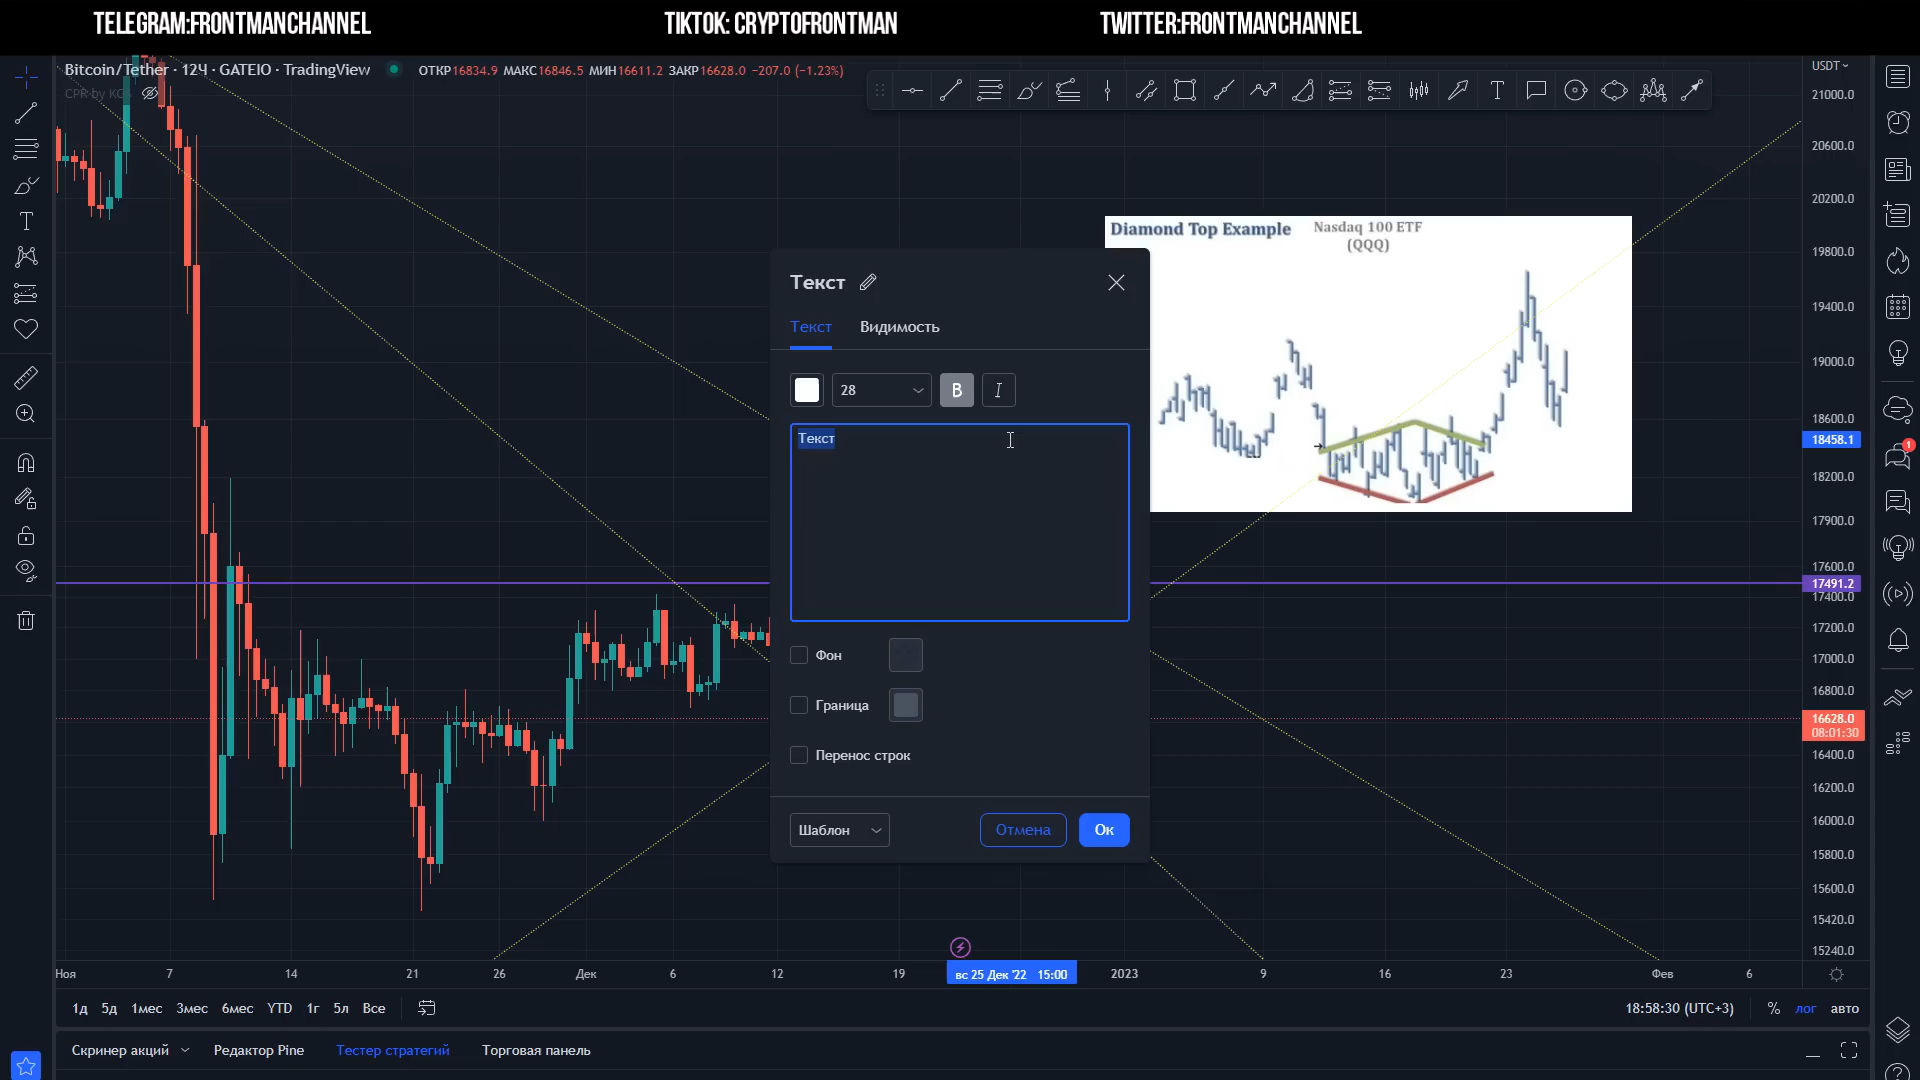 TELEGRAM:FRONTMANCHANNEL
TIKTOK: CRYPTOFRONTMAN
TWITTER:FRONTMANCHANNEL
Bitcoin/Tether · 12Ч · GATEIO · TradingView
ОТКР16834.9 МАКС16846.5 МИН16611.2 ЗАКР16628.0 −207.0 (−1.23%)
CPR by KGS
USDT
21000.0
20600.0
20200.0
19800.0
19400.0
19000.0
18600.0
18458.1
18200.0
17900.0
17600.0
17491.2
17400.0
17200.0
17000.0
16800.0
16628.0
08:01:30
16400.0
16200.0
16000.0
15800.0
15600.0
15420.0
15240.0
Diamond Top Example
Nasdaq 100 ETF
(QQQ)
Текст
Текст
Видимость
28
B
I
Текст
Фон
Граница
Перенос строк
Шаблон
Отмена
Ок
1
Ноя
7
14
21
26
Дек
6
12
19
вс 25 Дек '22 15:00
2023
9
16
23
Фев
6
1д 5д 1мес 3мес 6мес YTD 1г 5л Все
18:58:30 (UTC+3)
%
лог
авто
Скринер акций
Редактор Pine
Тестер стратегий
Торговая панель